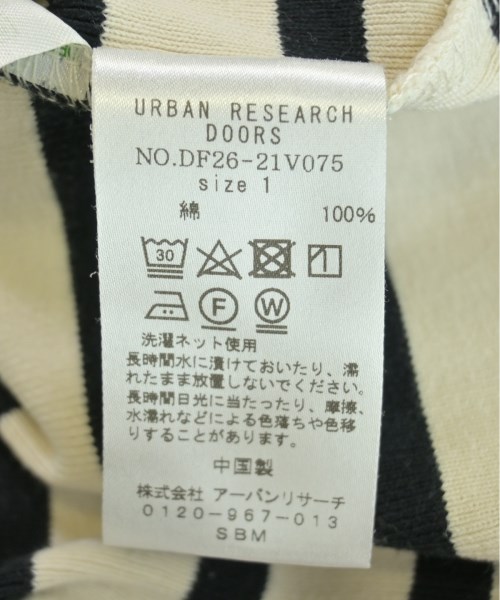 URBAN RESEARCH
DOORS
NO.DF26-21V075
size 1
綿 100%
30
F W
洗濯ネット使用
長時間水に漬けておいたり、濡
れたまま放置しないでください。
長時間日光に当たったり、摩擦、
水濡れなどによる色落ちや色移
りすることがあります。
中国製
株式会社 アーバンリサーチ
0120-967-013
SBM